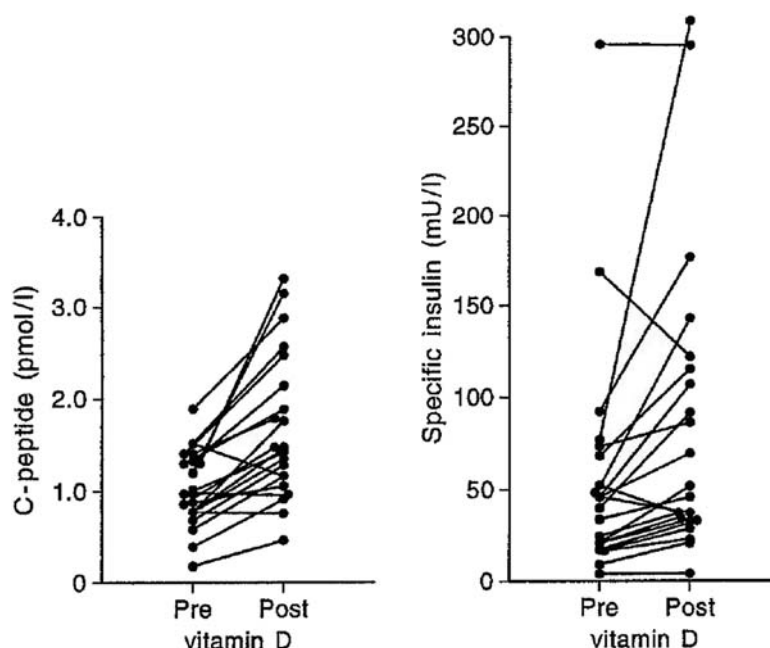 C-peptide (pmol/l)
4.0
3.0
2.0
1.0
0
Pre Post
vitamin D
Specific insulin (mU/l)
300
250
200
150
100
50
0
Pre Post
vitamin D